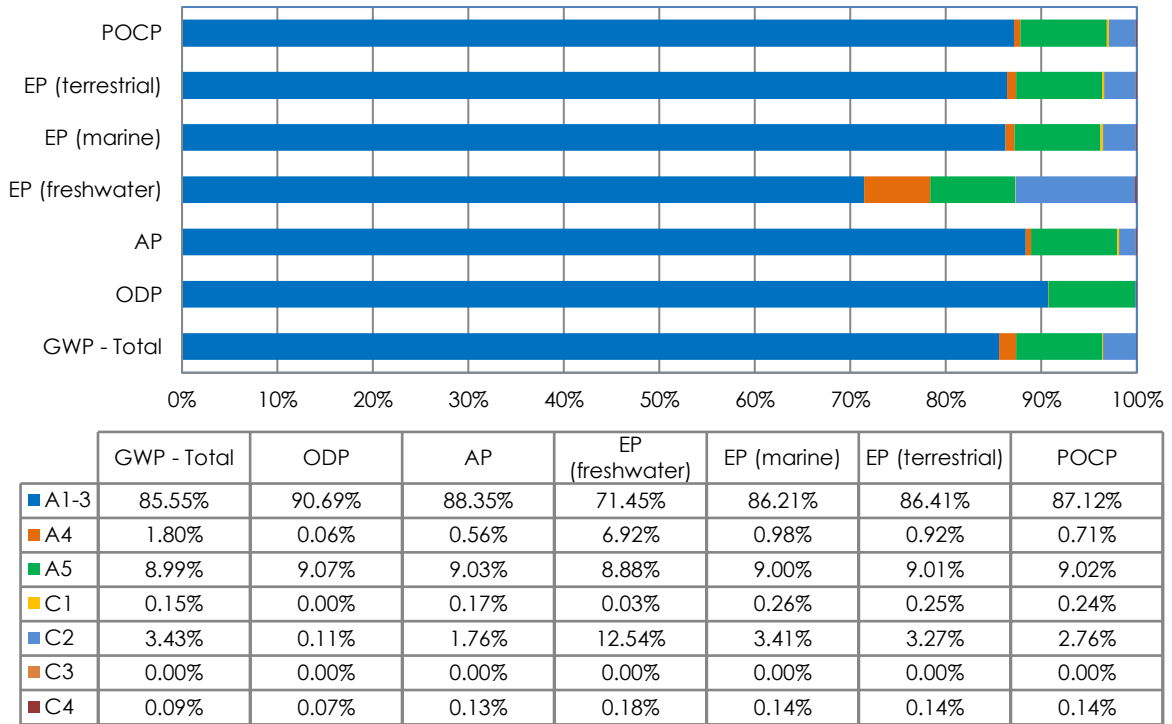 POCP
EP (terrestrial)
EP (marine)
EP (freshwater)
AP
ODP
GWP - Total
0% 10% 20% 30% 40% 50% 60% 70% 80% 90% 100%
GWP - Total ODP AP EP (freshwater) EP (marine) EP (terrestrial) POCP
A1-3 85.55% 90.69% 88.35% 71.45% 86.21% 86.41% 87.12%
A4 1.80% 0.06% 0.56% 6.92% 0.98% 0.92% 0.71%
A5 8.99% 9.07% 9.03% 8.88% 9.00% 9.01% 9.02%
C1 0.15% 0.00% 0.17% 0.03% 0.26% 0.25% 0.24%
C2 3.43% 0.11% 1.76% 12.54% 3.41% 3.27% 2.76%
C3 0.00% 0.00% 0.00% 0.00% 0.00% 0.00% 0.00%
C4 0.09% 0.07% 0.13% 0.18% 0.14% 0.14% 0.14%